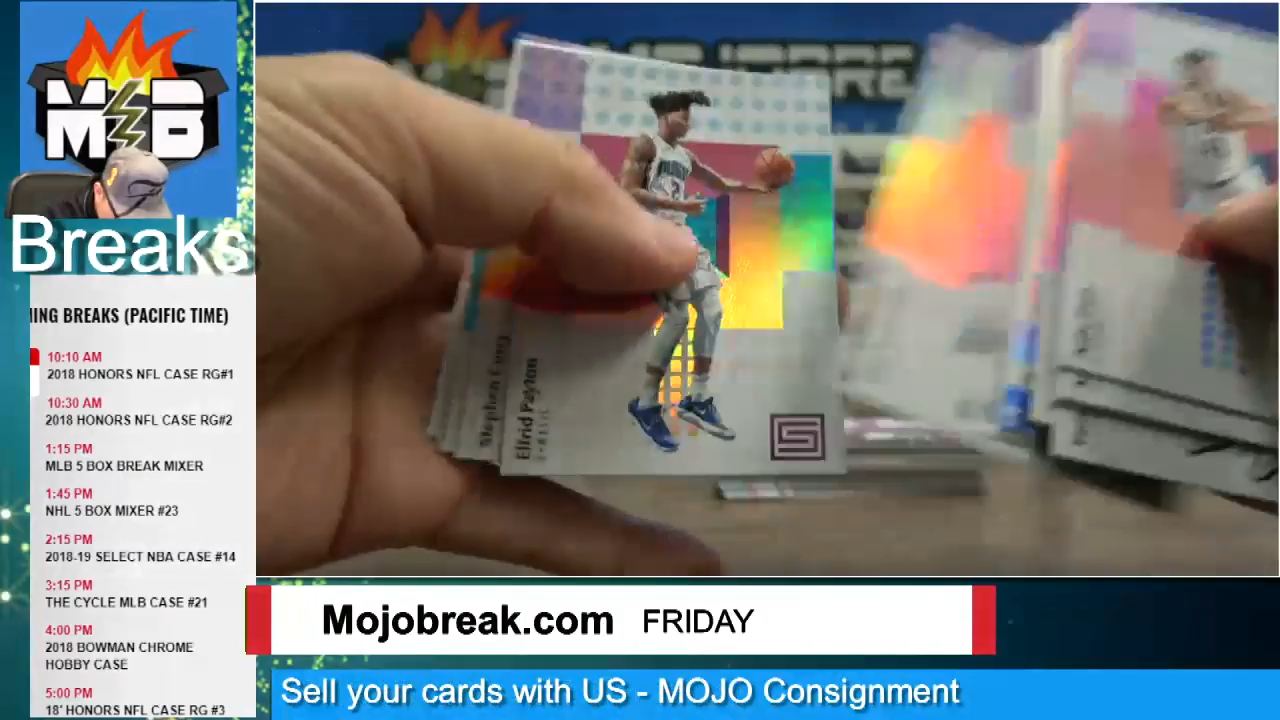 M B
M B
Breaks
ING BREAKS (PACIFIC TIME)
10:10 AM
2018 HONORS NFL CASE RG#1
10:30 AM
2018 HONORS NFL CASE RG#2
1:15 PM
MLB 5 BOX BREAK MIXER
1:45 PM
NHL 5 BOX MIXER #23
2:15 PM
2018-19 SELECT NBA CASE #14
3:15 PM
THE CYCLE MLB CASE #21
4:00 PM
2018 BOWMAN CHROME
HOBBY CASE
5:00 PM
18' HONORS NFL CASE RG #3
Stephen Curry
Elfrid Payton
Mojobreak.com FRIDAY
Sell your cards with US - MOJO Consignment